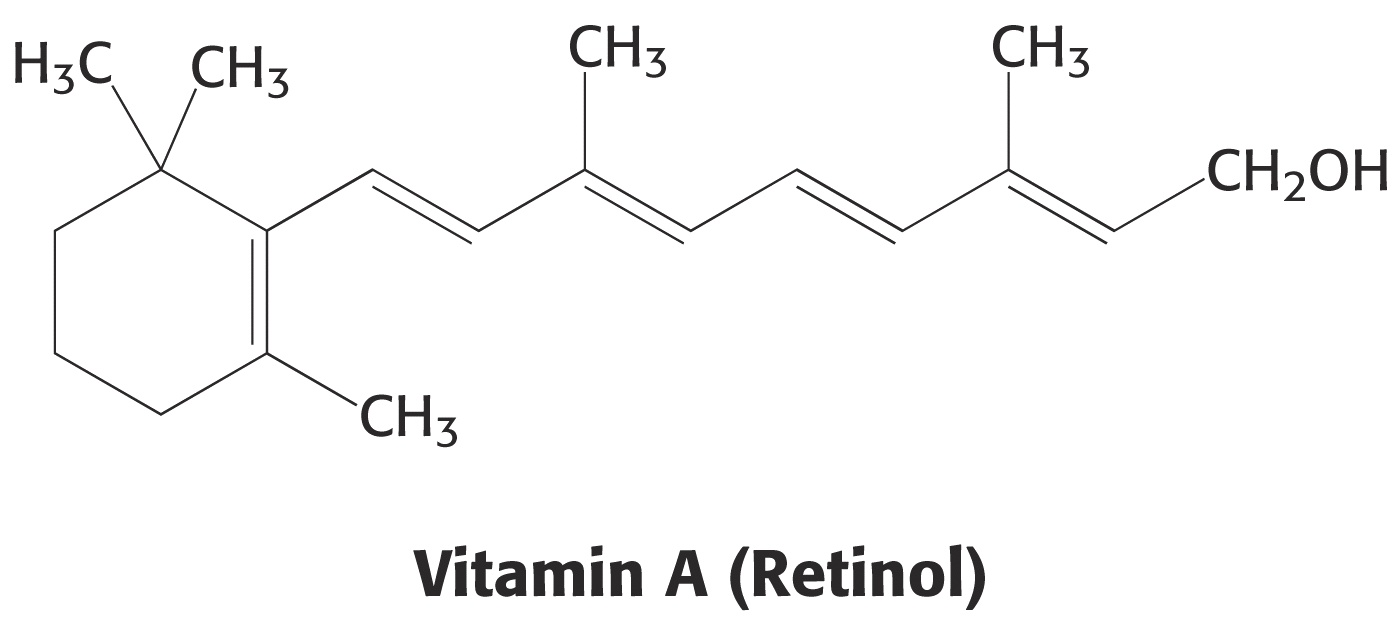 H₃C
CH₃
CH₃
CH₃
CH₂OH
CH₃
Vitamin A (Retinol)